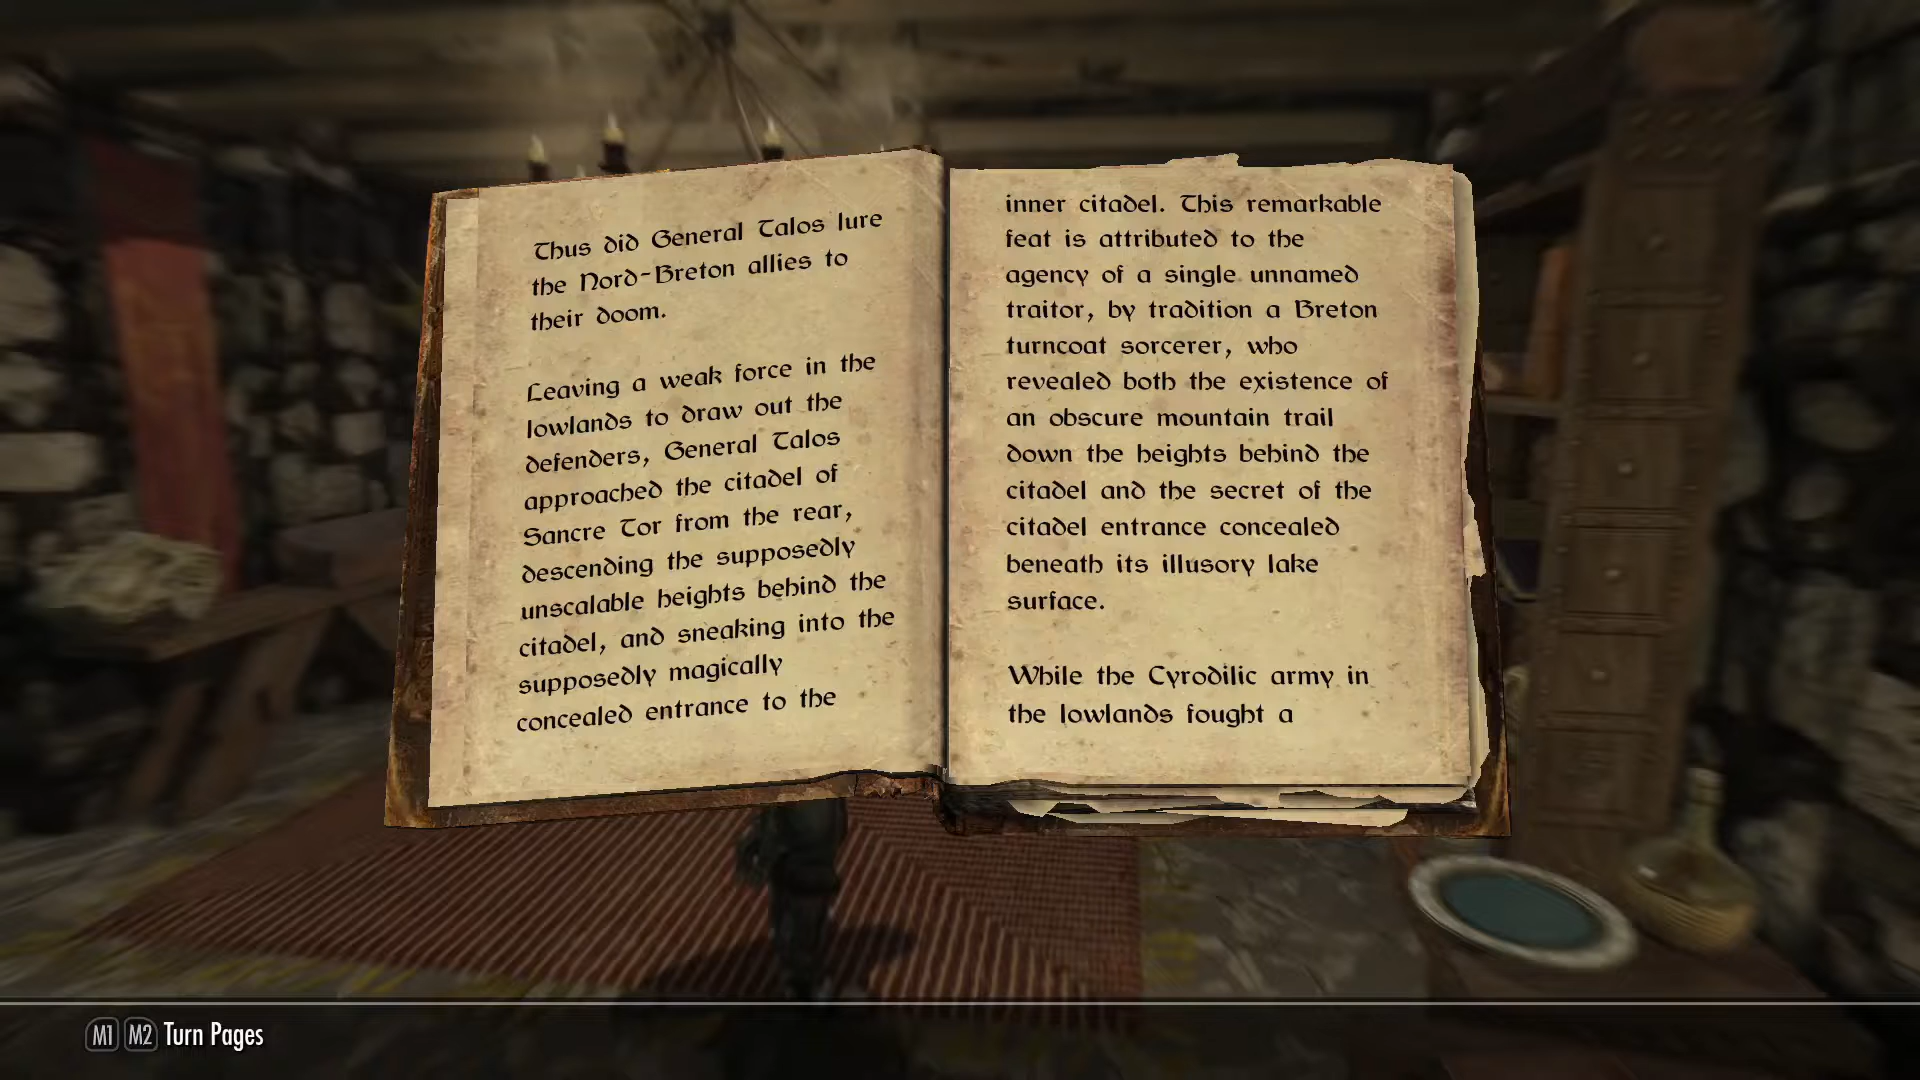 Thus did General Talos lure
the Nord-Breton allies to
their doom.
Leaving a weak force in the
lowlands to draw out the
defenders, General Talos
approached the citadel of
Sancre Tor from the rear,
descending the supposedly
unscalable heights behind the
citadel, and sneaking into the
supposedly magically
concealed entrance to the
inner citadel. This remarkable
feat is attributed to the
agency of a single unnamed
traitor, by tradition a Breton
turncoat sorcerer, who
revealed both the existence of
an obscure mountain trail
down the heights behind the
citadel and the secret of the
citadel entrance concealed
beneath its illusory lake
surface.
While the Cyrodilic army in
the lowlands fought a
M1 M2 Turn Pages